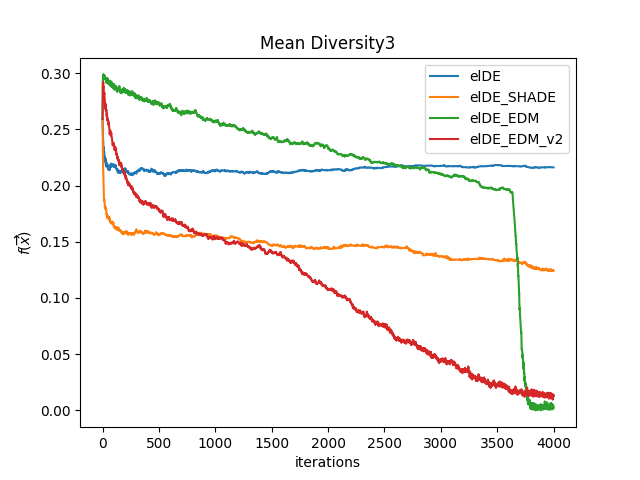 Mean Diversity3
elDE
elDE_SHADE
elDE_EDM
elDE_EDM_v2
0.30
0.25
0.20
0.15
0.10
0.05
0.00
f(x⃗)
0 500 1000 1500 2000 2500 3000 3500 4000
iterations